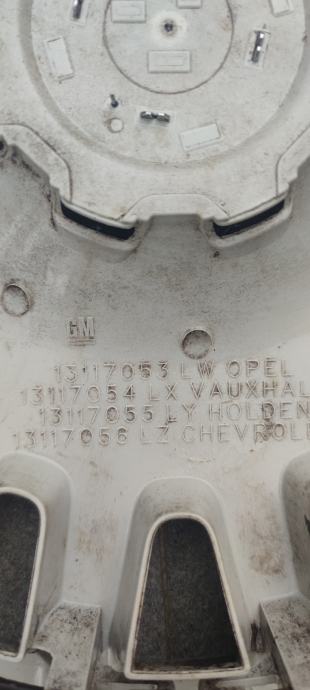 GM
13117053 LW OPEL
13117054 LX VAUXHAL
13117055 LY HOLDEN
13117056 LZ CHEVROL